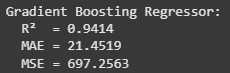 Gradient Boosting Regressor:
  R² = 0.9414
  MAE = 21.4519
  MSE = 697.2563